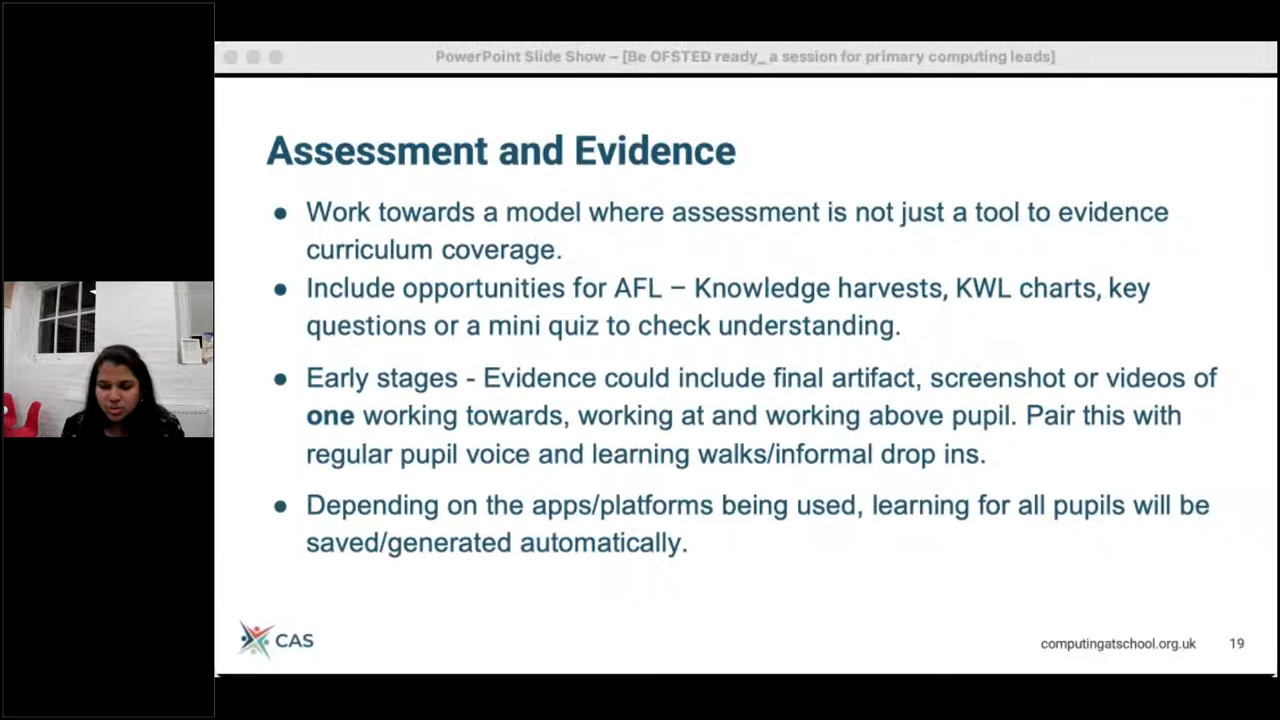 PowerPoint Slide Show – [Be OFSTED ready_ a session for primary computing leads]
Assessment and Evidence
● Work towards a model where assessment is not just a tool to evidence
curriculum coverage.
● Include opportunities for AFL – Knowledge harvests, KWL charts, key
questions or a mini quiz to check understanding.
● Early stages - Evidence could include final artifact, screenshot or videos of
one working towards, working at and working above pupil. Pair this with
regular pupil voice and learning walks/informal drop ins.
● Depending on the apps/platforms being used, learning for all pupils will be
saved/generated automatically.
CAS
computingatschool.org.uk 19